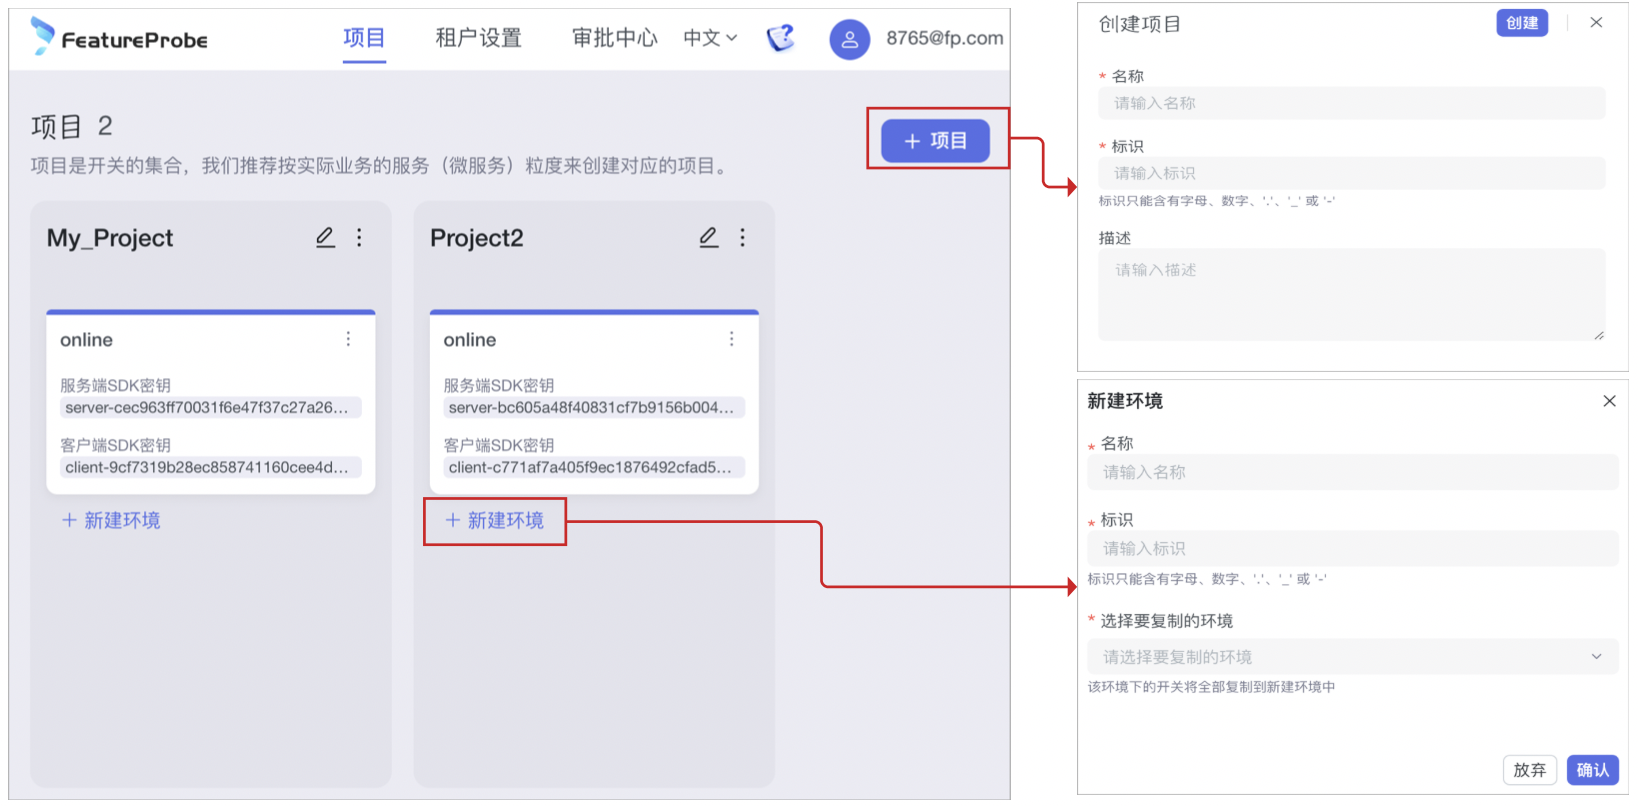 FeatureProbe
项目
租户设置
审批中心
中文
8765@fp.com
项目 2
+ 项目
项目是开关的集合，我们推荐按实际业务的服务（微服务）粒度来创建对应的项目。
My_Project
online
服务端SDK密钥
server-cec963ff70031f6e47f37c27a26...
客户端SDK密钥
client-9cf7319b28ec858741160cee4d...
+ 新建环境
Project2
online
服务端SDK密钥
server-bc605a48f40831cf7b9156b004...
客户端SDK密钥
client-c771af7a405f9ec1876492cfad5...
+ 新建环境
创建项目
创建
* 名称
请输入名称
* 标识
请输入标识
标识只能含有字母、数字、'.'、'_' 或 '-'
描述
请输入描述
新建环境
* 名称
请输入名称
* 标识
请输入标识
标识只能含有字母、数字、'.'、'_' 或 '-'
* 选择要复制的环境
请选择要复制的环境
该环境下的开关将全部复制到新建环境中
放弃
确认